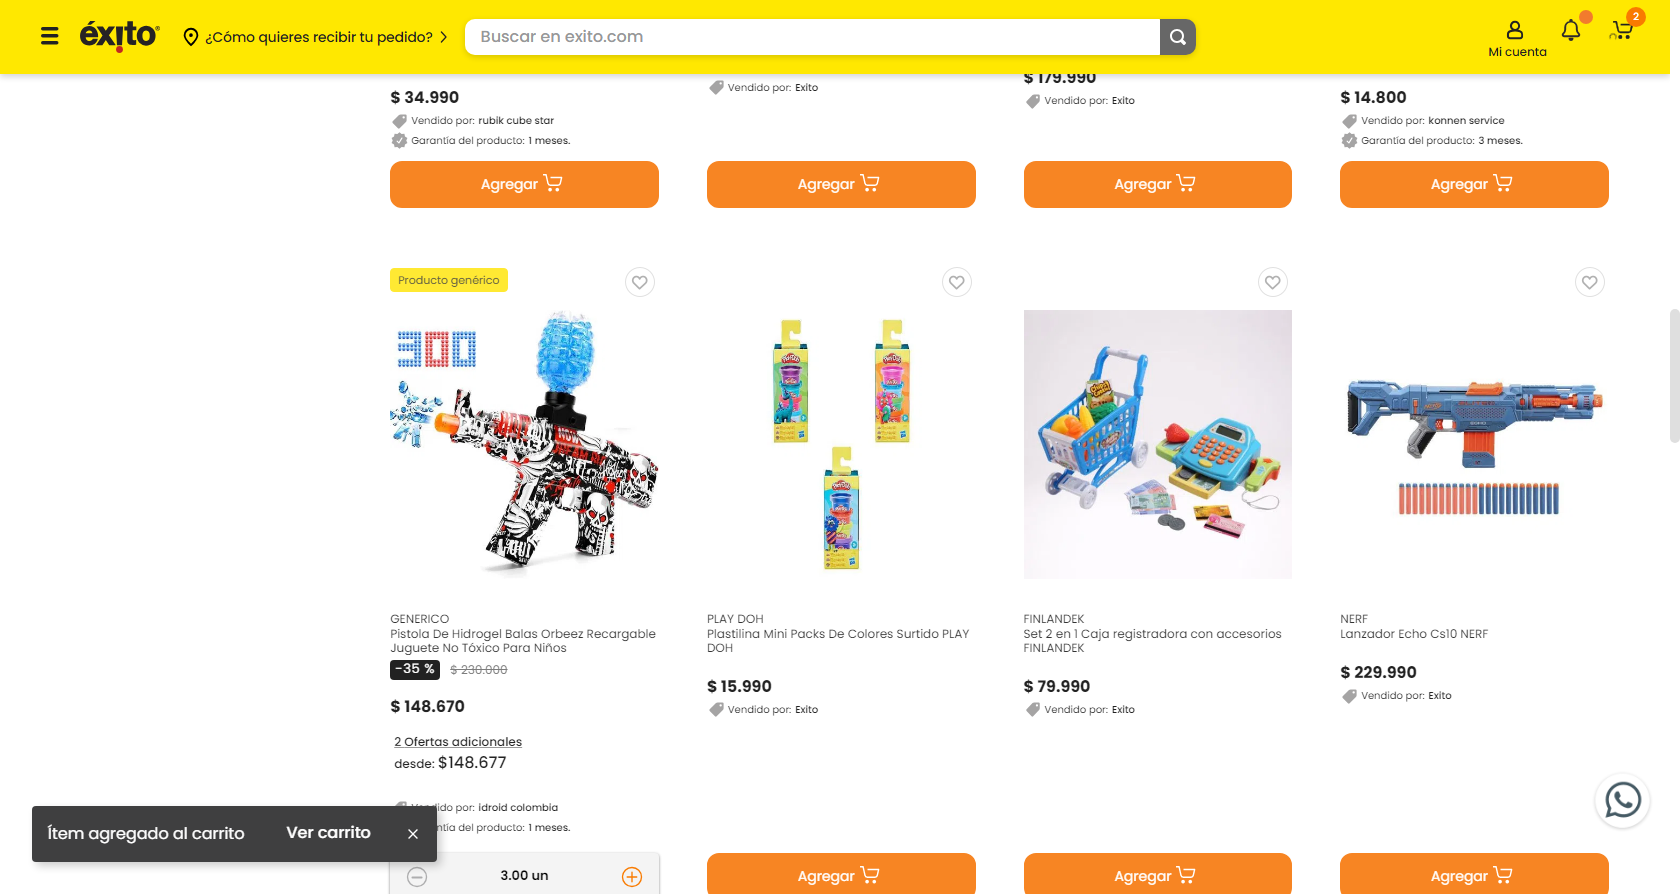 éxito
¿Cómo quieres recibir tu pedido?
Buscar en exito.com
Mi cuenta
2
$ 34.990
Vendido por: rubik cube star
Garantía del producto: 1 meses.
Agregar
Vendido por: Exito
Agregar
$ 179.990
Vendido por: Exito
Agregar
$ 14.800
Vendido por: konnen service
Garantía del producto: 3 meses.
Agregar
Producto genérico
300
GENERICO
Pistola De Hidrogel Balas Orbeez Recargable
Juguete No Tóxico Para Niños
-35 %
$ 230.000
$ 148.670
2 Ofertas adicionales
desde: $148.677
Vendido por: idroid colombia
ntía del producto: 1 meses.
3.00 un
PLAY DOH
Plastilina Mini Packs De Colores Surtido PLAY
DOH
$ 15.990
Vendido por: Exito
Agregar
FINLANDEK
Set 2 en 1 Caja registradora con accesorios
FINLANDEK
$ 79.990
Vendido por: Exito
Agregar
NERF
Lanzador Echo Cs10 NERF
$ 229.990
Vendido por: Exito
Agregar
Ítem agregado al carrito
Ver carrito